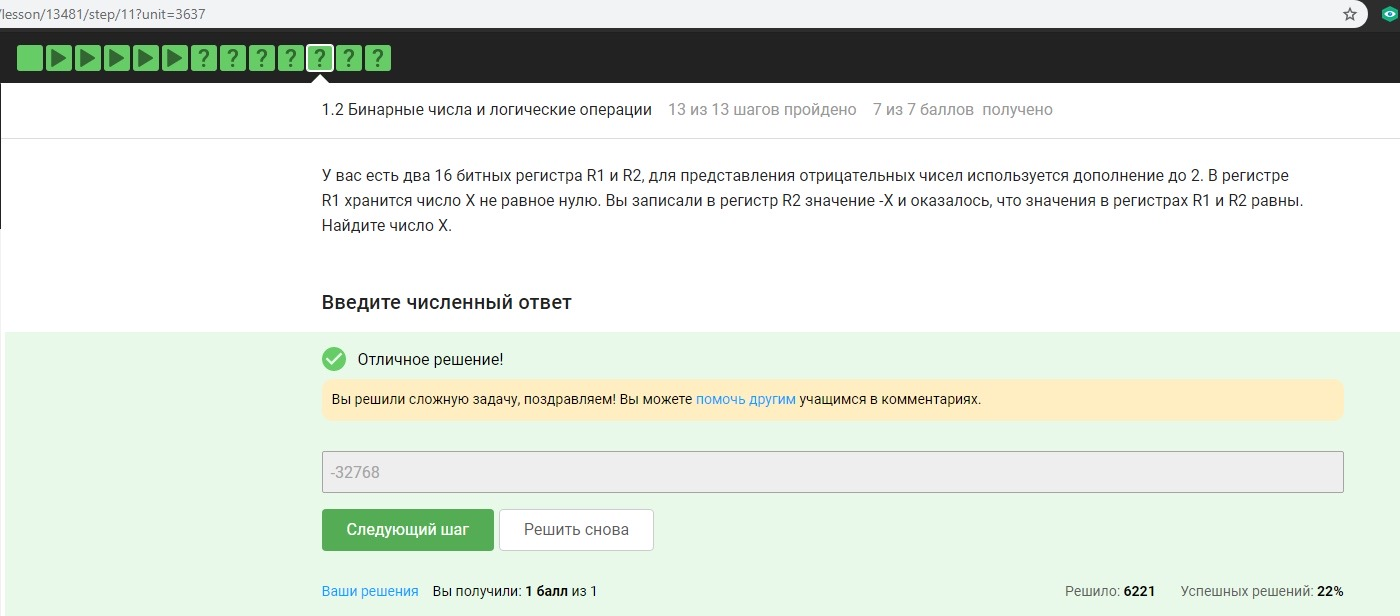 /lesson/13481/step/11?unit=3637
? ? ? ? ? ? ?
1.2 Бинарные числа и логические операции 13 из 13 шагов пройдено 7 из 7 баллов получено
У вас есть два 16 битных регистра R1 и R2, для представления отрицательных чисел используется дополнение до 2. В регистре
R1 хранится число X не равное нулю. Вы записали в регистр R2 значение -X и оказалось, что значения в регистрах R1 и R2 равны.
Найдите число X.
Введите численный ответ
Отличное решение!
Вы решили сложную задачу, поздравляем! Вы можете помочь другим учащимся в комментариях.
-32768
Следующий шаг Решить снова
Ваши решения Вы получили: 1 балл из 1 Решило: 6221 Успешных решений: 22%